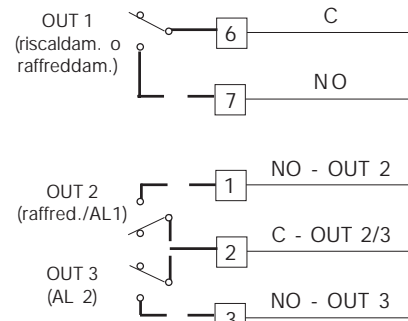 OUT 1
(riscaldam. o
raffreddam.)
6
C
7
NO
OUT 2
(raffred./AL1)
1
NO - OUT 2
2
C - OUT 2/3
OUT 3
(AL 2)
3
NO - OUT 3